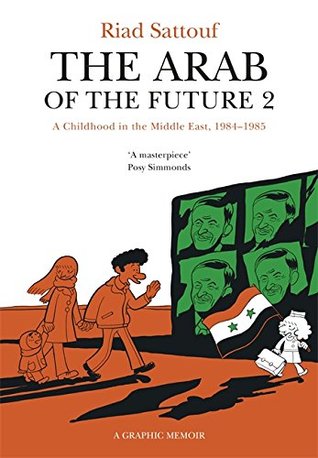 Riad Sattouf
THE ARAB
OF THE FUTURE 2
A Childhood in the Middle East, 1984–1985
‘A masterpiece’
Posy Simmonds
A GRAPHIC MEMOIR